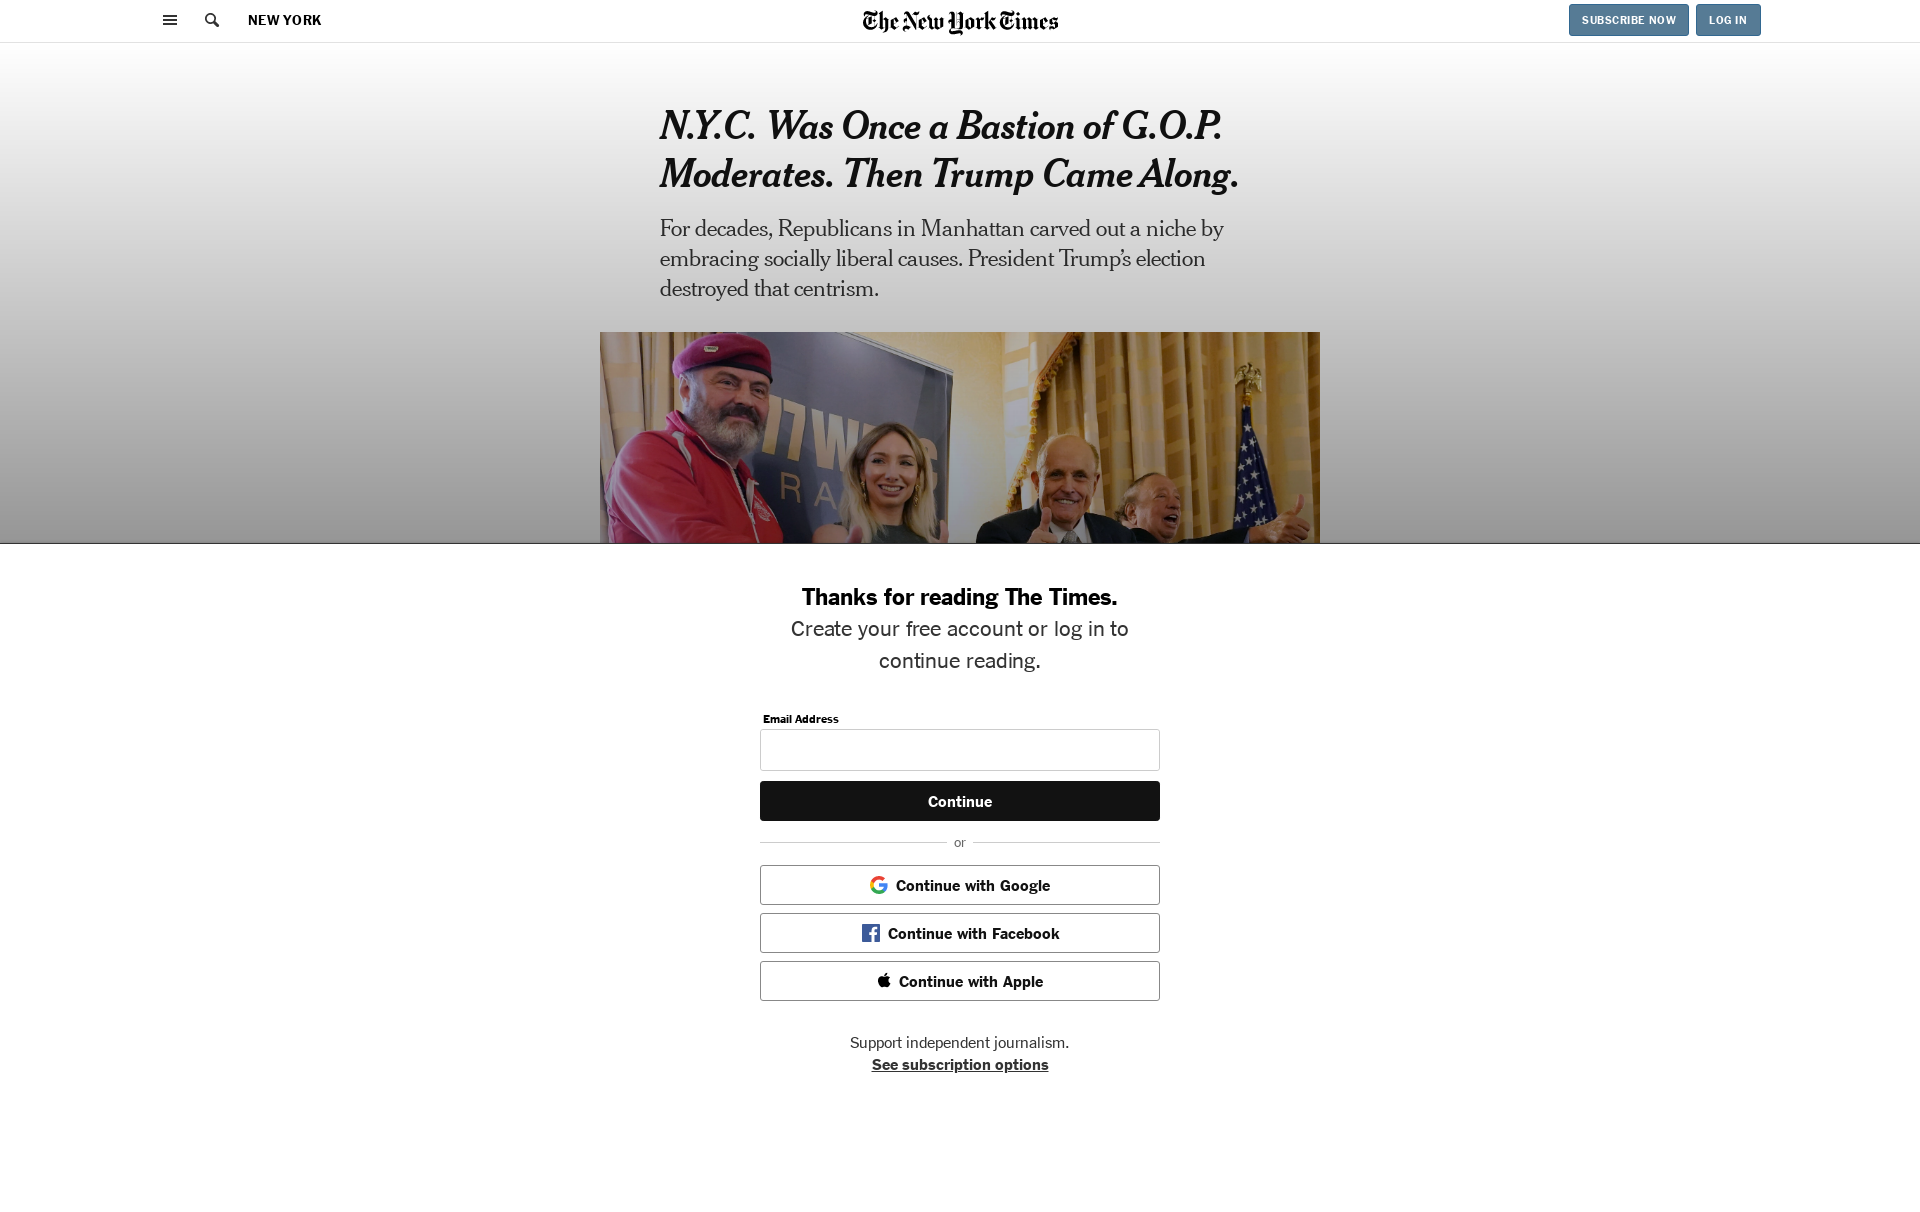 NEW YORK
The New York Times
SUBSCRIBE NOW
LOG IN
N.Y.C. Was Once a Bastion of G.O.P.
Moderates. Then Trump Came Along.
For decades, Republicans in Manhattan carved out a niche by
embracing socially liberal causes. President Trump’s election
destroyed that centrism.
Thanks for reading The Times.
Create your free account or log in to
continue reading.
Email Address
Continue
or
Continue with Google
Continue with Facebook
Continue with Apple
Support independent journalism.
See subscription options